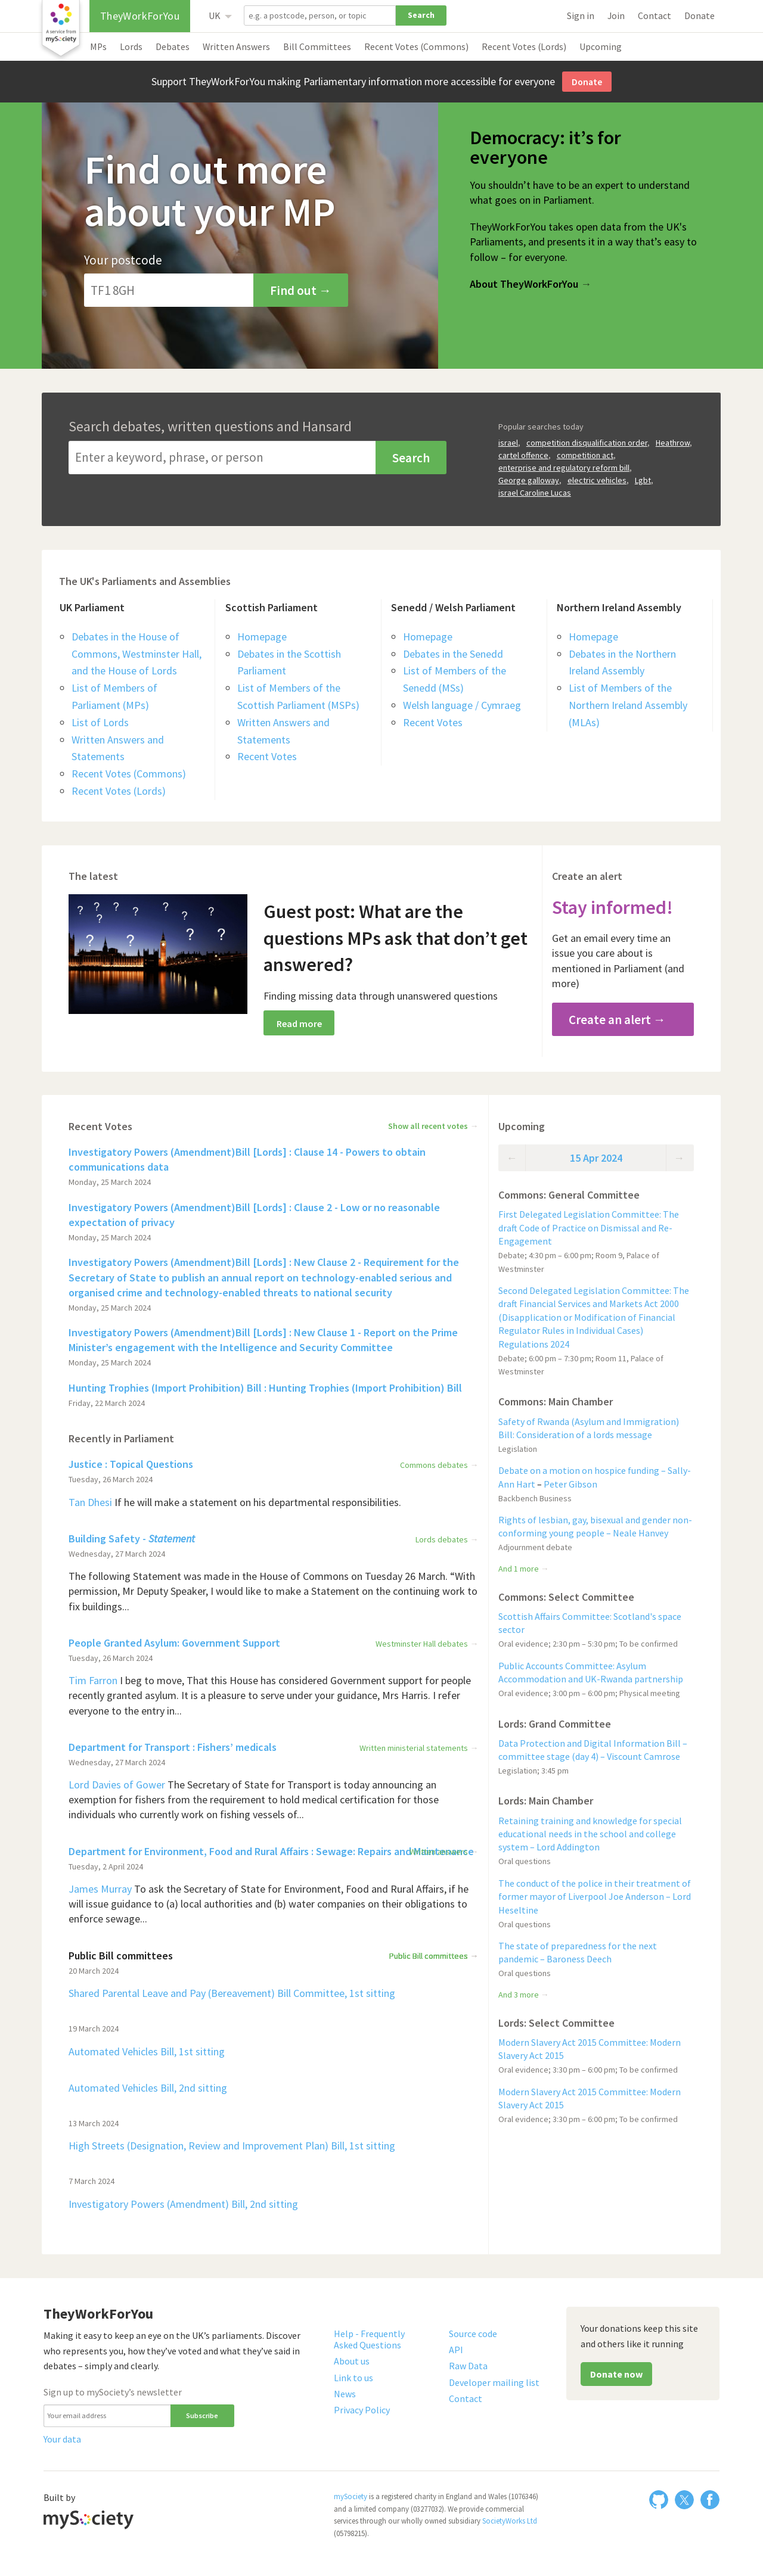 A service from
mySociety
TheyWorkForYou
UK
e.g. a postcode, person, or topic
Search
Sign in
Join
Contact
Donate
MPs
Lords
Debates
Written Answers
Bill Committees
Recent Votes (Commons)
Recent Votes (Lords)
Upcoming
Support TheyWorkForYou making Parliamentary information more accessible for everyone
Donate
Find out more
about your MP
Your postcode
TF1 8GH
Find out →
Democracy: it’s for
everyone
You shouldn’t have to be an expert to understand
what goes on in Parliament.
TheyWorkForYou takes open data from the UK’s
Parliaments, and presents it in a way that’s easy to
follow – for everyone.
About TheyWorkForYou →
Search debates, written questions and Hansard
Enter a keyword, phrase, or person
Search
Popular searches today
israel, competition disqualification order, Heathrow,
cartel offence, competition act,
enterprise and regulatory reform bill,
George galloway, electric vehicles, Lgbt,
israel Caroline Lucas
The UK's Parliaments and Assemblies
UK Parliament
Debates in the House of
Commons, Westminster Hall,
and the House of Lords
List of Members of
Parliament (MPs)
List of Lords
Written Answers and
Statements
Recent Votes (Commons)
Recent Votes (Lords)
Scottish Parliament
Homepage
Debates in the Scottish
Parliament
List of Members of the
Scottish Parliament (MSPs)
Written Answers and
Statements
Recent Votes
Senedd / Welsh Parliament
Homepage
Debates in the Senedd
List of Members of the
Senedd (MSs)
Welsh language / Cymraeg
Recent Votes
Northern Ireland Assembly
Homepage
Debates in the Northern
Ireland Assembly
List of Members of the
Northern Ireland Assembly
(MLAs)
The latest
Guest post: What are the
questions MPs ask that don’t get
answered?
Finding missing data through unanswered questions
Read more
Create an alert
Stay informed!
Get an email every time an
issue you care about is
mentioned in Parliament (and
more)
Create an alert →
Recent Votes
Show all recent votes →
Investigatory Powers (Amendment)Bill [Lords] : Clause 14 - Powers to obtain
communications data
Monday, 25 March 2024
Investigatory Powers (Amendment)Bill [Lords] : Clause 2 - Low or no reasonable
expectation of privacy
Monday, 25 March 2024
Investigatory Powers (Amendment)Bill [Lords] : New Clause 2 - Requirement for the
Secretary of State to publish an annual report on technology-enabled serious and
organised crime and technology-enabled threats to national security
Monday, 25 March 2024
Investigatory Powers (Amendment)Bill [Lords] : New Clause 1 - Report on the Prime
Minister’s engagement with the Intelligence and Security Committee
Monday, 25 March 2024
Hunting Trophies (Import Prohibition) Bill : Hunting Trophies (Import Prohibition) Bill
Friday, 22 March 2024
Recently in Parliament
Justice : Topical Questions
Commons debates →
Tuesday, 26 March 2024
Tan Dhesi If he will make a statement on his departmental responsibilities.
Building Safety - Statement
Lords debates →
Wednesday, 27 March 2024
The following Statement was made in the House of Commons on Tuesday 26 March. “With
permission, Mr Deputy Speaker, I would like to make a Statement on the continuing work to
fix buildings...
People Granted Asylum: Government Support
Westminster Hall debates →
Tuesday, 26 March 2024
Tim Farron I beg to move, That this House has considered Government support for people
recently granted asylum. It is a pleasure to serve under your guidance, Mrs Harris. I refer
everyone to the entry in...
Department for Transport : Fishers’ medicals
Written ministerial statements →
Wednesday, 27 March 2024
Lord Davies of Gower The Secretary of State for Transport is today announcing an
exemption for fishers from the requirement to hold medical certification for those
individuals who currently work on fishing vessels of...
Department for Environment, Food and Rural Affairs : Sewage: Repairs and Maintenance
Tuesday, 2 April 2024
James Murray To ask the Secretary of State for Environment, Food and Rural Affairs, if he
will issue guidance to (a) local authorities and (b) water companies on their obligations to
enforce sewage...
Public Bill committees
Public Bill committees →
20 March 2024
Shared Parental Leave and Pay (Bereavement) Bill Committee, 1st sitting
19 March 2024
Automated Vehicles Bill, 1st sitting
Automated Vehicles Bill, 2nd sitting
13 March 2024
High Streets (Designation, Review and Improvement Plan) Bill, 1st sitting
7 March 2024
Investigatory Powers (Amendment) Bill, 2nd sitting
Upcoming
← 15 Apr 2024 →
Commons: General Committee
First Delegated Legislation Committee: The
draft Code of Practice on Dismissal and Re-
Engagement
Debate; 4:30 pm – 6:00 pm; Room 9, Palace of
Westminster
Second Delegated Legislation Committee: The
draft Financial Services and Markets Act 2000
(Disapplication or Modification of Financial
Regulator Rules in Individual Cases)
Regulations 2024
Debate; 6:00 pm – 7:30 pm; Room 11, Palace of
Westminster
Commons: Main Chamber
Safety of Rwanda (Asylum and Immigration)
Bill: Consideration of a lords message
Legislation
Debate on a motion on hospice funding – Sally-
Ann Hart – Peter Gibson
Backbench Business
Rights of lesbian, gay, bisexual and gender non-
conforming young people – Neale Hanvey
Adjournment debate
And 1 more →
Commons: Select Committee
Scottish Affairs Committee: Scotland's space
sector
Oral evidence; 2:30 pm – 5:30 pm; To be confirmed
Public Accounts Committee: Asylum
Accommodation and UK-Rwanda partnership
Oral evidence; 3:00 pm – 6:00 pm; Physical meeting
Lords: Grand Committee
Data Protection and Digital Information Bill –
committee stage (day 4) – Viscount Camrose
Legislation; 3:45 pm
Lords: Main Chamber
Retaining training and knowledge for special
educational needs in the school and college
system – Lord Addington
Oral questions
The conduct of the police in their treatment of
former mayor of Liverpool Joe Anderson – Lord
Heseltine
Oral questions
The state of preparedness for the next
pandemic – Baroness Deech
Oral questions
And 3 more →
Lords: Select Committee
Modern Slavery Act 2015 Committee: Modern
Slavery Act 2015
Oral evidence; 3:30 pm – 6:00 pm; To be confirmed
Modern Slavery Act 2015 Committee: Modern
Slavery Act 2015
Oral evidence; 3:30 pm – 6:00 pm; To be confirmed
TheyWorkForYou
Making it easy to keep an eye on the UK’s parliaments. Discover
who represents you, how they’ve voted and what they’ve said in
debates – simply and clearly.
Sign up to mySociety’s newsletter
Your email address
Subscribe
Your data
Help - Frequently
Asked Questions
About us
Link to us
News
Privacy Policy
Source code
API
Raw Data
Developer mailing list
Contact
Your donations keep this site
and others like it running
Donate now
Built by
mySociety
mySociety is a registered charity in England and Wales (1076346)
and a limited company (03277032). We provide commercial
services through our wholly owned subsidiary SocietyWorks Ltd
(05798215).